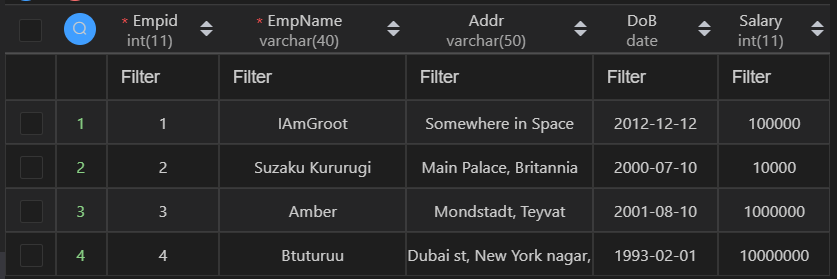 * Empid * EmpName Addr DoB Salary
int(11) varchar(40) varchar(50) date int(11)
Filter Filter Filter Filter Filter
1 1 IAmGroot Somewhere in Space 2012-12-12 100000
2 2 Suzaku Kururugi Main Palace, Britannia 2000-07-10 10000
3 3 Amber Mondstadt, Teyvat 2001-08-10 1000000
4 4 Btuturuu Dubai st, New York nagar, 1993-02-01 10000000